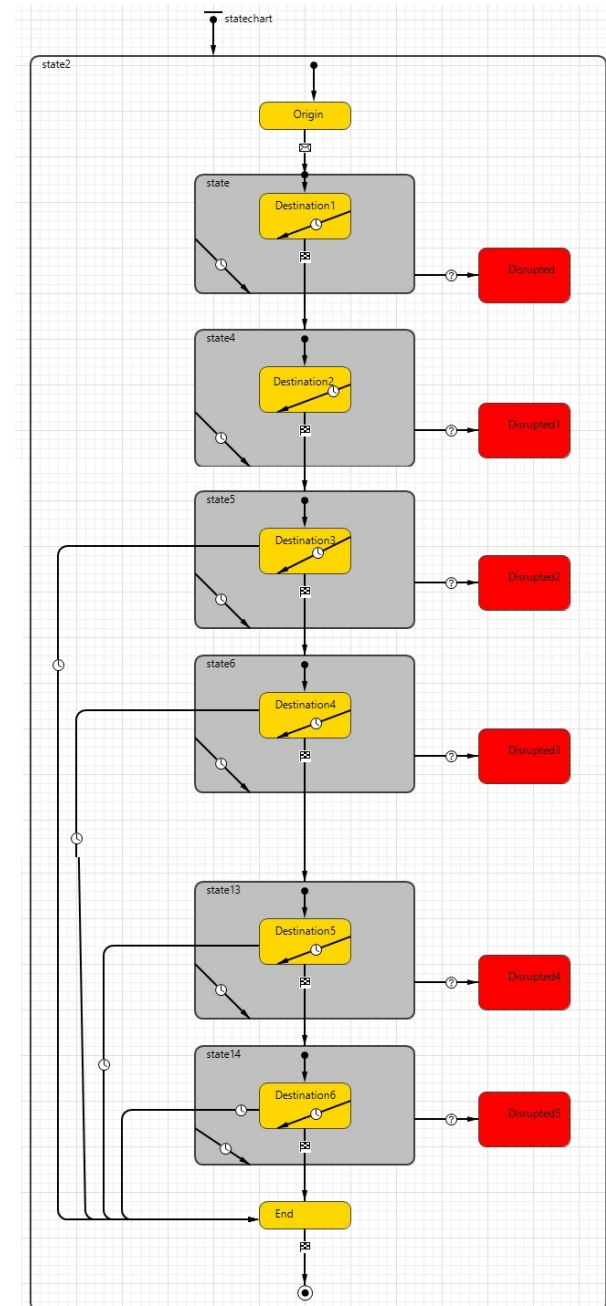 statechart
state2
Origin
state
Destination1
Disrupted
state4
Destination2
Disrupted1
state5
Destination3
Disrupted2
state6
Destination4
Disrupted3
state13
Destination5
Disrupted4
state14
Destination6
Disrupted5
End